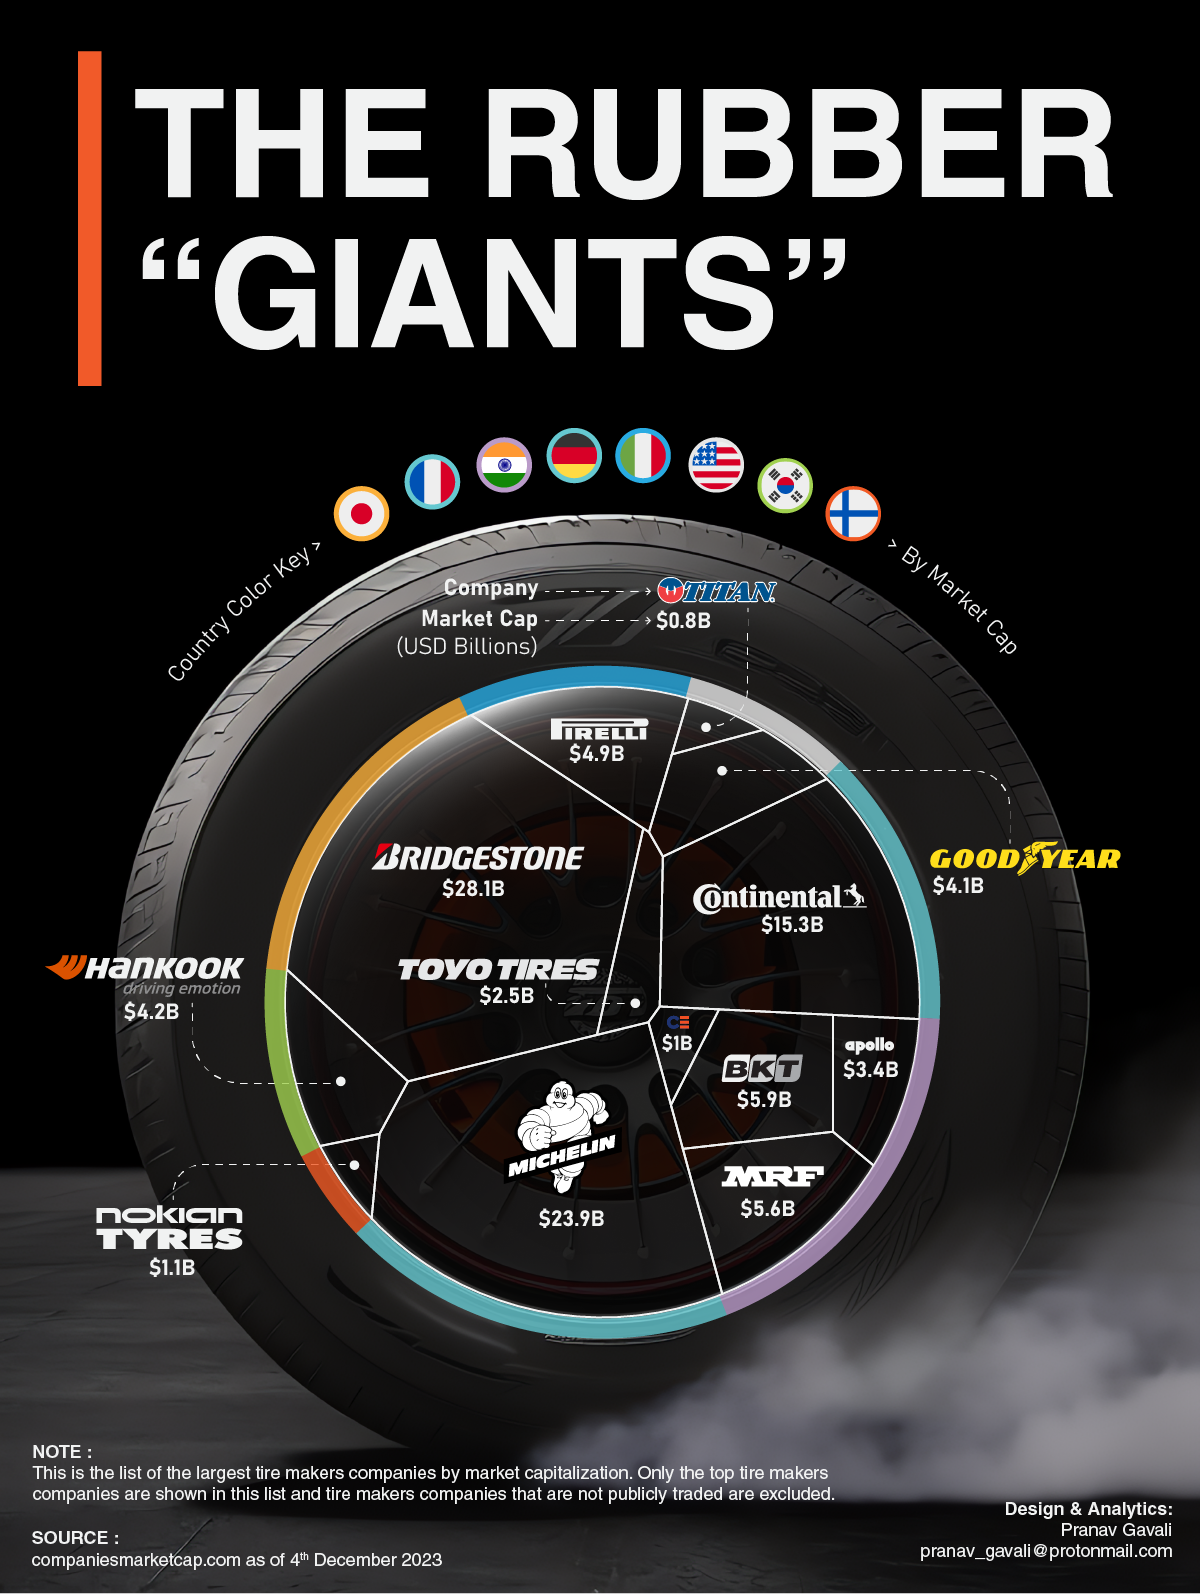 THE RUBBER
“GIANTS”
Country Color Key >
> By Market Cap
Company
TITAN
Market Cap
$0.8B
(USD Billions)
PIRELLI
$4.9B
BRIDGESTONE
$28.1B
GOODYEAR
$4.1B
Continental
$15.3B
HANKOOK
driving emotion
$4.2B
TOYO TIRES
$2.5B
CE
$1B
BKT
$5.9B
apollo
$3.4B
MICHELIN
$23.9B
MRF
$5.6B
nokian
TYRES
$1.1B
NOTE :
This is the list of the largest tire makers companies by market capitalization. Only the top tire makers
companies are shown in this list and tire makers companies that are not publicly traded are excluded.
SOURCE :
companiesmarketcap.com as of 4th December 2023
Design & Analytics:
Pranav Gavali
pranav_gavali@protonmail.com